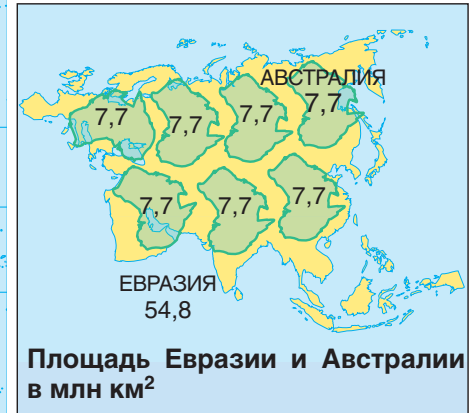 АВСТРАЛИЯ
7,7 7,7 7,7 7,7
7,7 7,7 7,7
ЕВРАЗИЯ
54,8
Площадь Евразии и Австралии
в млн км²